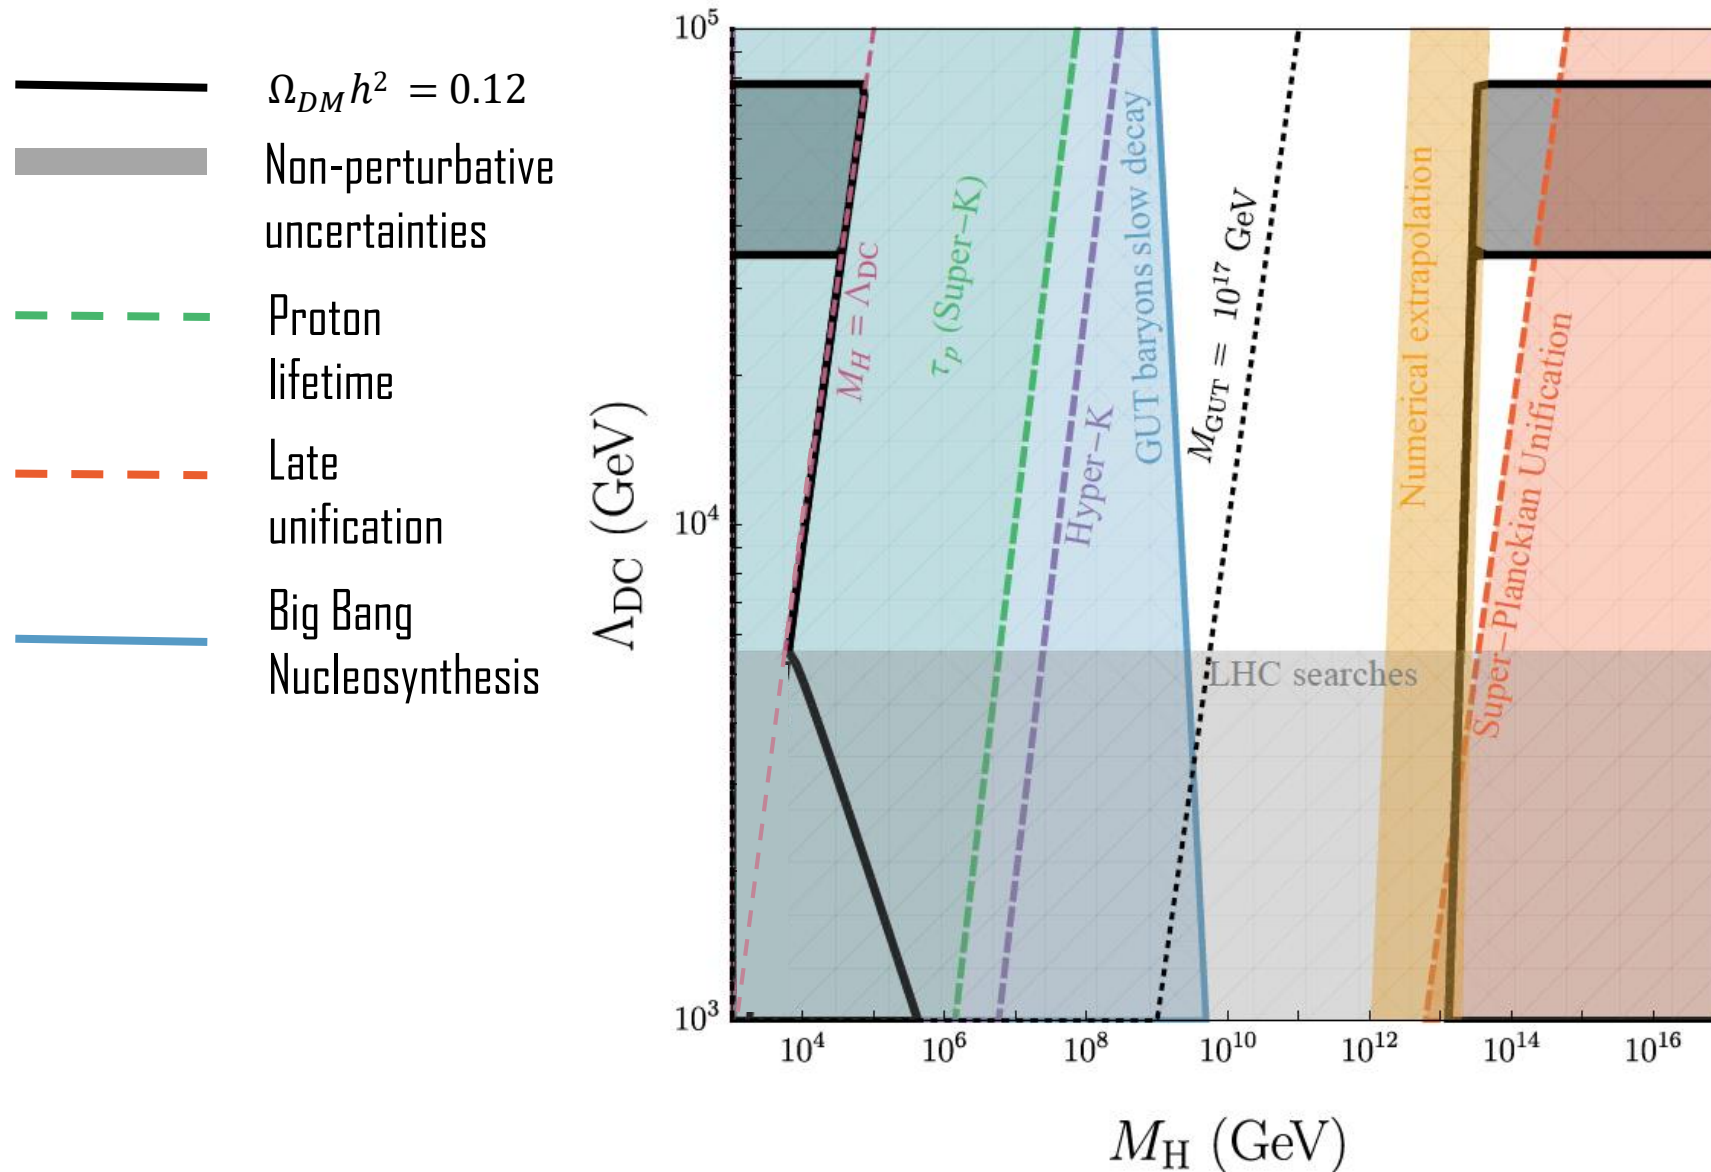 Ω_{DM}h² = 0.12
Non-perturbative
uncertainties
Proton
lifetime
Late
unification
Big Bang
Nucleosynthesis
10⁵
10⁴
10³
Λ_DC (GeV)
M_H = Λ_DC
τ_p (Super–K)
Hyper–K
GUT baryons slow decay
M_GUT = 10¹⁷ GeV
Numerical extrapolation
Super–Planckian Unification
LHC searches
10⁴ 10⁶ 10⁸ 10¹⁰ 10¹² 10¹⁴ 10¹⁶
M_H (GeV)